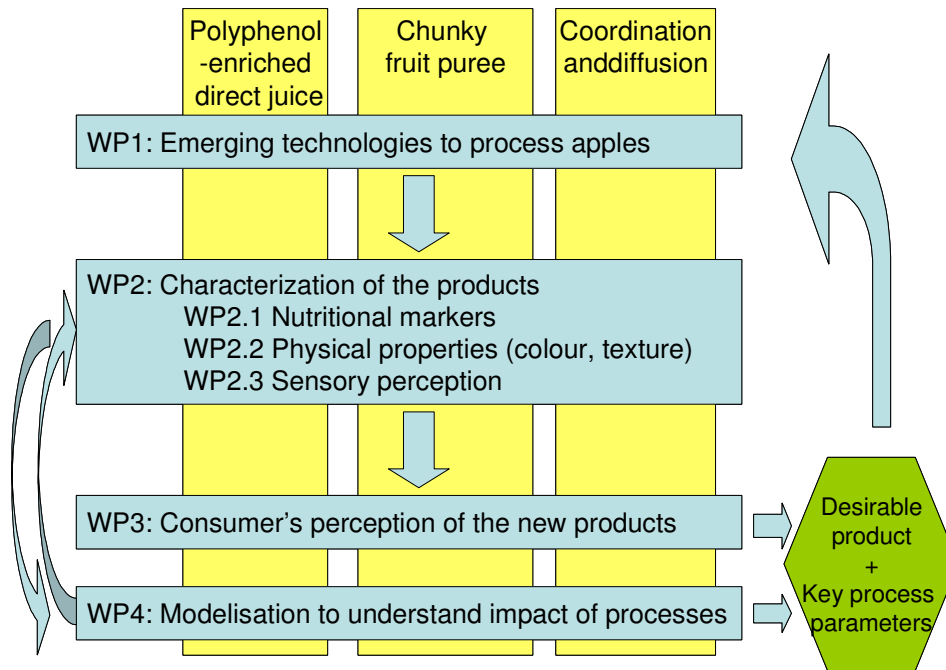 Polyphenol
-enriched
direct juice
Chunky
fruit puree
Coordination
anddiffusion
WP1: Emerging technologies to process apples
WP2: Characterization of the products
WP2.1 Nutritional markers
WP2.2 Physical properties (colour, texture)
WP2.3 Sensory perception
WP3: Consumer's perception of the new products
WP4: Modelisation to understand impact of processes
Desirable
product
+
Key process
parameters